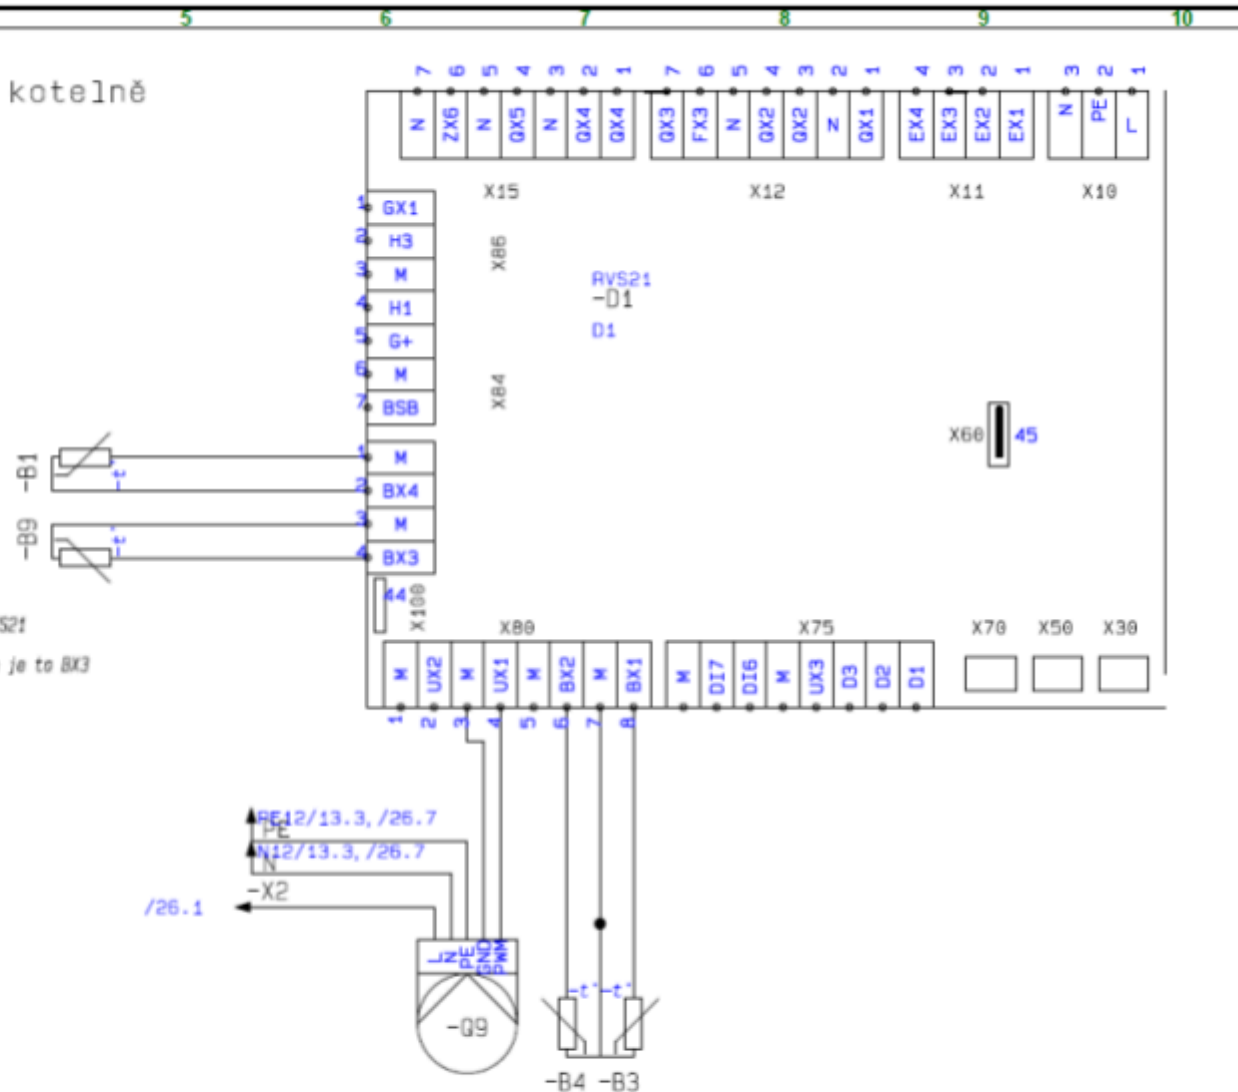 5 6 7 8 9 10
kotelně
7 6 5 4 3 2 1 7 6 5 4 3 2 1 4 3 2 1 3 2 1
N ZX6 N QX5 N QX4 QX4 QX3 FX3 N QX2 QX2 N QX1 EX4 EX3 EX2 EX1 N PE L
X15 X12 X11 X10
1 GX1
2 H3
X86
3 M
RVS21
-D1
4 H1
D1
5 G+
6 M
X84
7 BSB
X60 45
-B1
1 M
-t°
2 BX4
-B9
3 M
-t°
4 BX3
44
X100
S21
X80 X75 X70 X50 X30
je to BX3
M UX2 M UX1 M BX2 M BX1 M DI7 DI6 M UX3 D3 D2 D1
1 2 3 4 5 6 7 8
PE12/13.3,/26.7
PE
N12/13.3,/26.7
N
-X2
/26.1
L N PE GND PWM
-t° -t°
-Q9
-B4 -B3